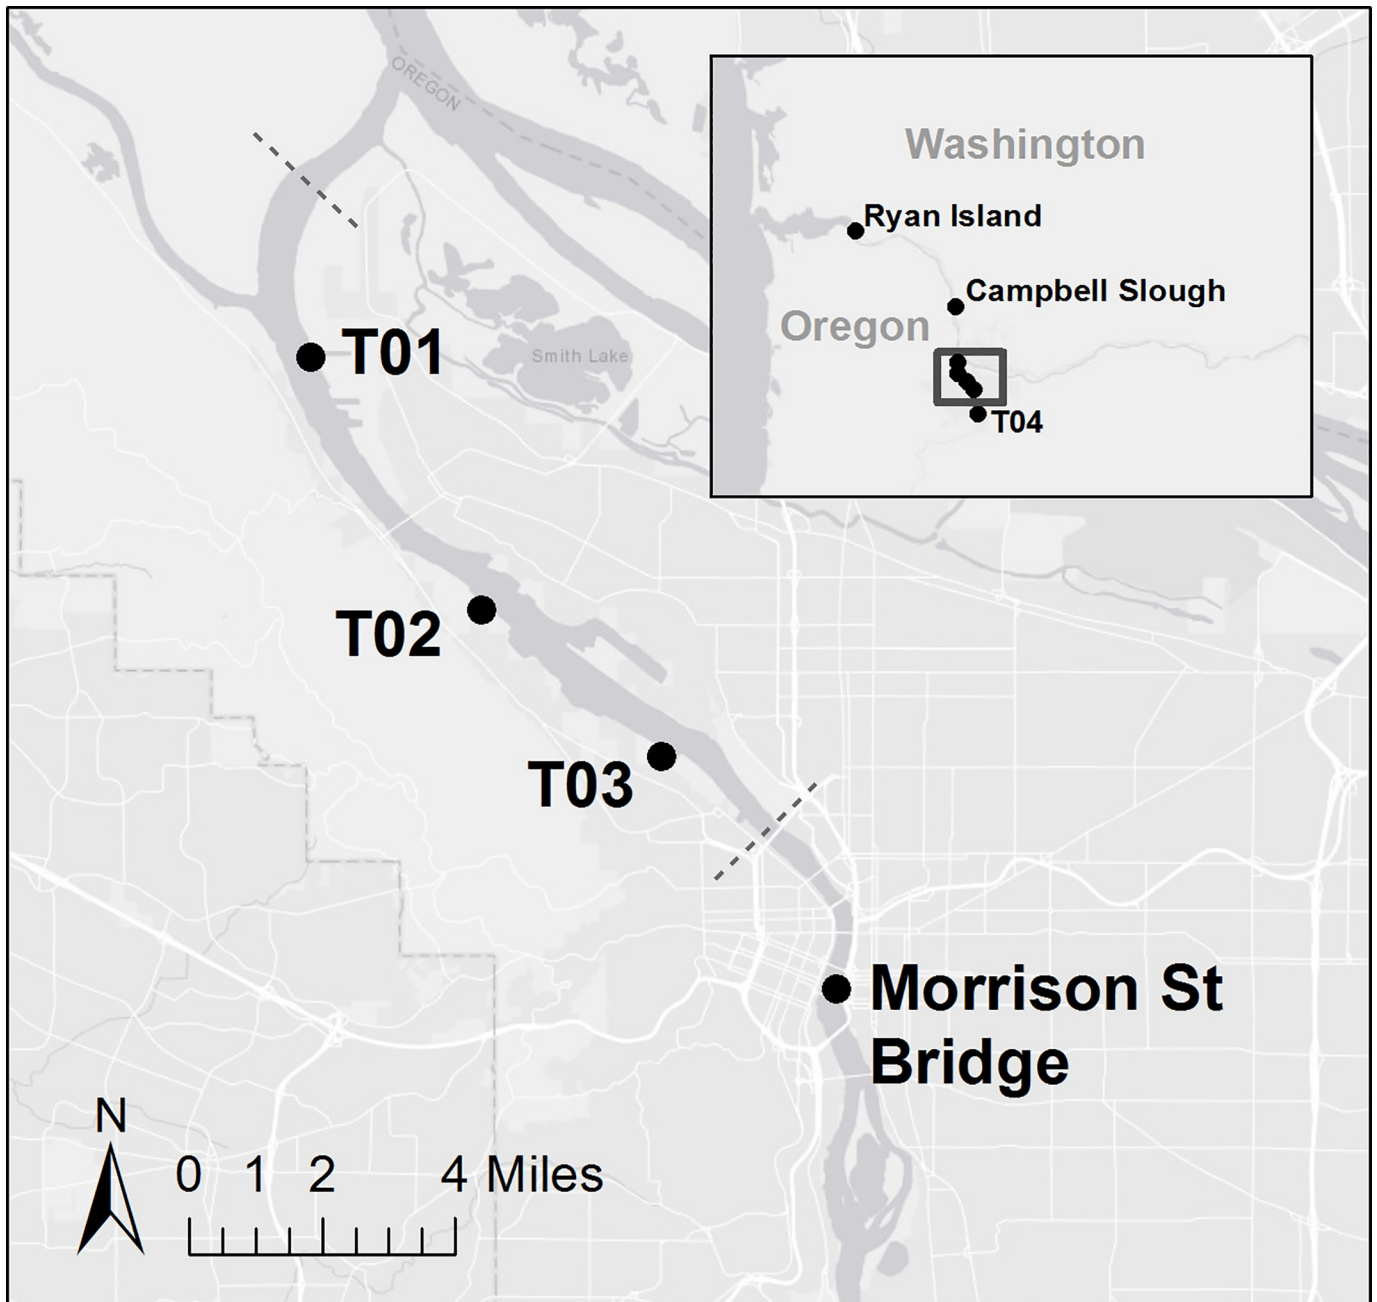 OREGON
Washington
Ryan Island
Campbell Slough
Oregon
T04
T01
Smith Lake
T02
T03
Morrison St
Bridge
N
0 1 2 4 Miles